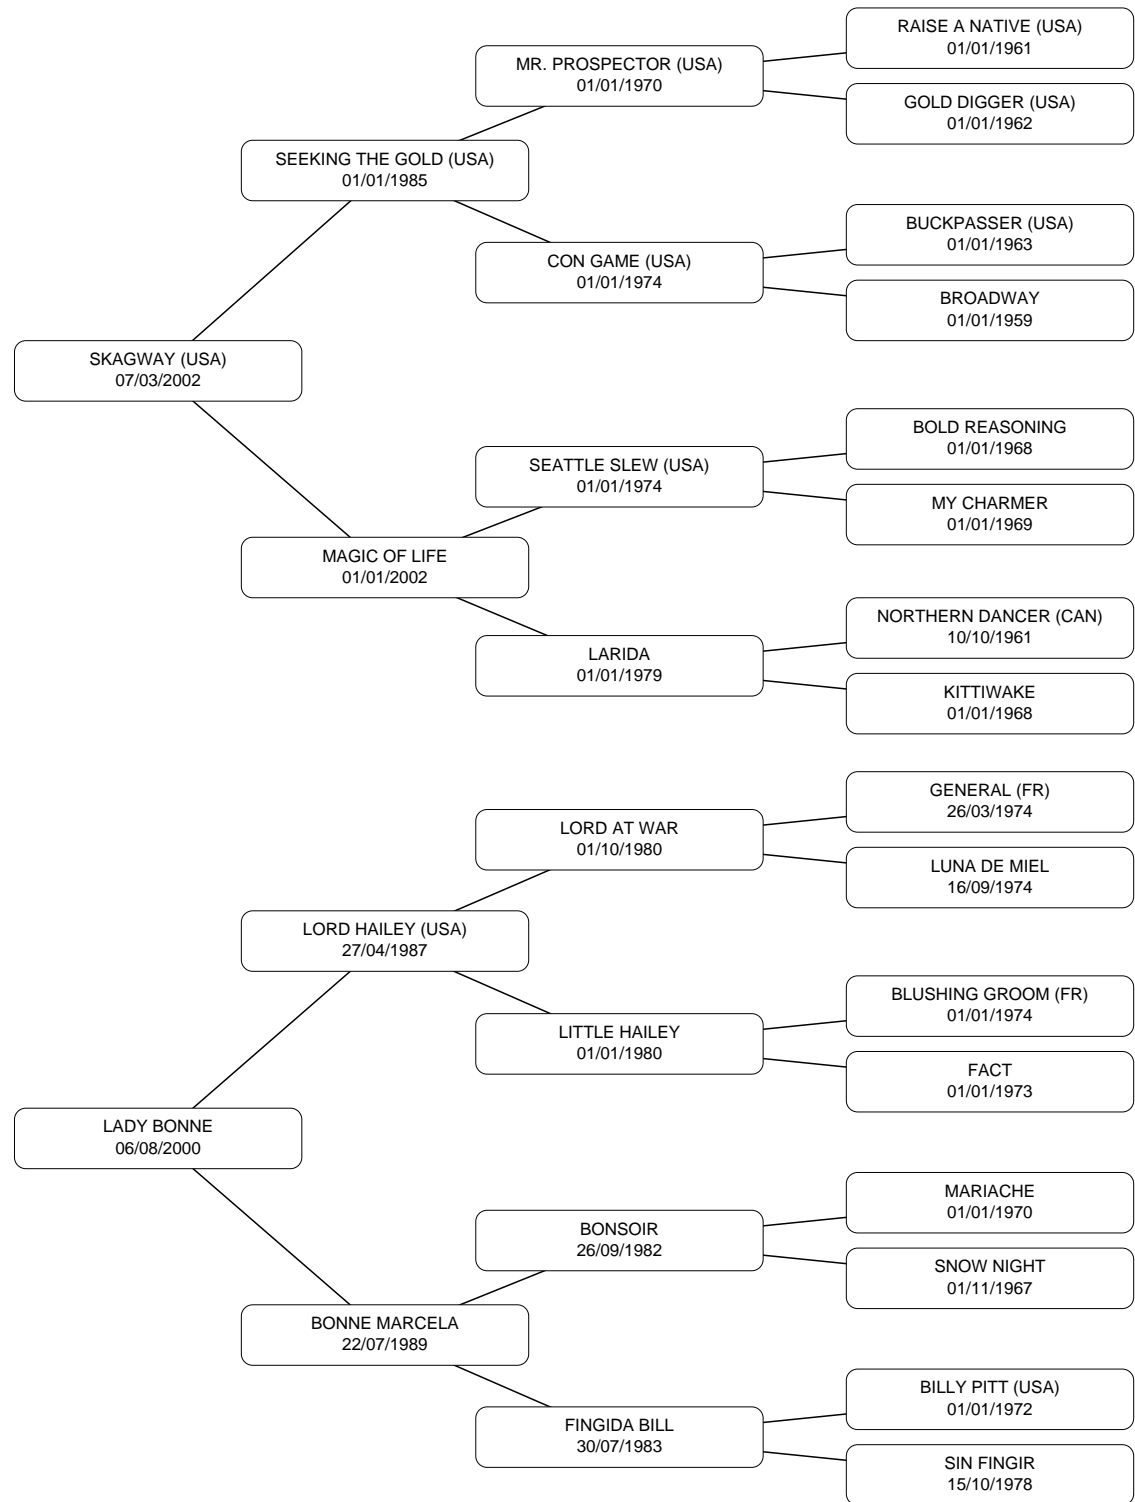 RAISE A NATIVE (USA)
01/01/1961
MR. PROSPECTOR (USA)
01/01/1970
GOLD DIGGER (USA)
01/01/1962
SEEKING THE GOLD (USA)
01/01/1985
BUCKPASSER (USA)
01/01/1963
CON GAME (USA)
01/01/1974
BROADWAY
01/01/1959
SKAGWAY (USA)
07/03/2002
BOLD REASONING
01/01/1968
SEATTLE SLEW (USA)
01/01/1974
MY CHARMER
01/01/1969
MAGIC OF LIFE
01/01/2002
NORTHERN DANCER (CAN)
10/10/1961
LARIDA
01/01/1979
KITTIWAKE
01/01/1968
GENERAL (FR)
26/03/1974
LORD AT WAR
01/10/1980
LUNA DE MIEL
16/09/1974
LORD HAILEY (USA)
27/04/1987
BLUSHING GROOM (FR)
01/01/1974
LITTLE HAILEY
01/01/1980
FACT
01/01/1973
LADY BONNE
06/08/2000
MARIACHE
01/01/1970
BONSOIR
26/09/1982
SNOW NIGHT
01/11/1967
BONNE MARCELA
22/07/1989
BILLY PITT (USA)
01/01/1972
FINGIDA BILL
30/07/1983
SIN FINGIR
15/10/1978